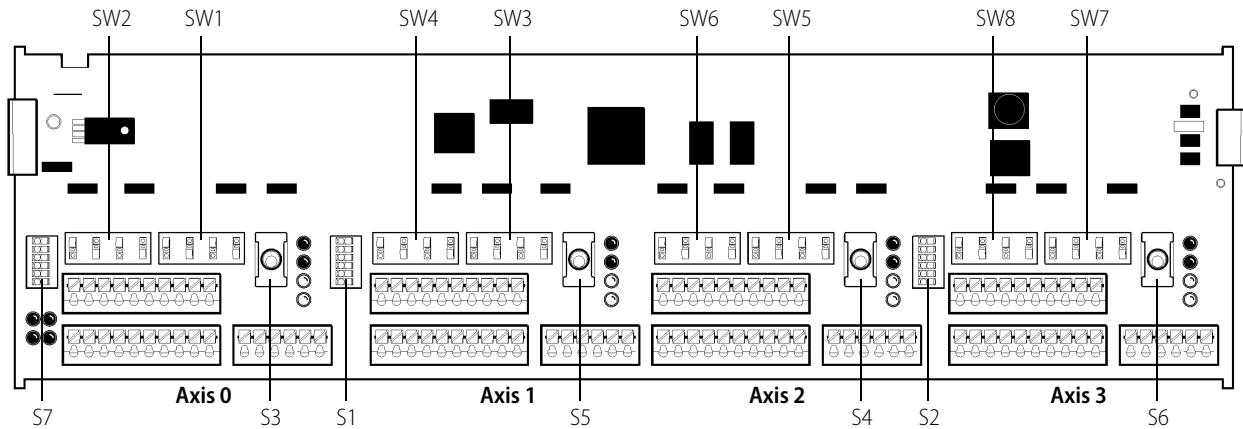 SW2 SW1 SW4 SW3 SW6 SW5 SW8 SW7
Axis 0 Axis 1 Axis 2 Axis 3
S7 S3 S1 S5 S4 S2 S6